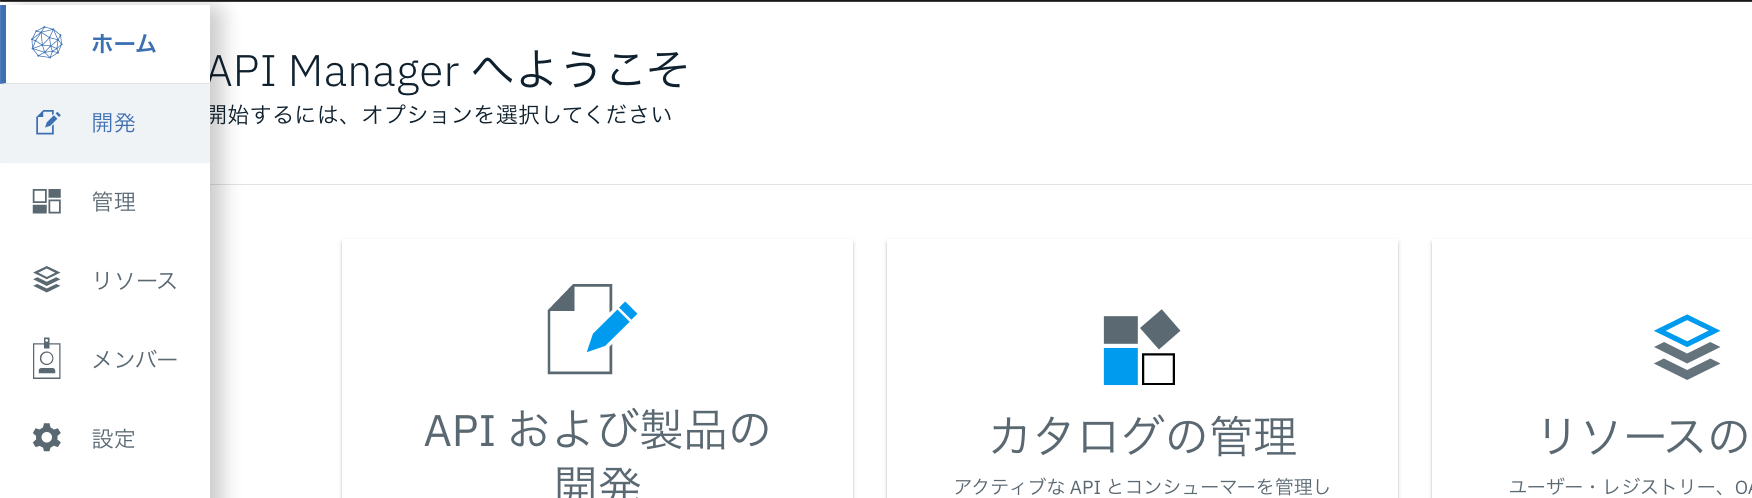 ホーム
開発
管理
リソース
メンバー
設定
API Manager へようこそ
開始するには、オプションを選択してください
API および製品の
開発
カタログの管理
アクティブな API とコンシューマーを管理し
リソースの
ユーザー・レジストリー、OA